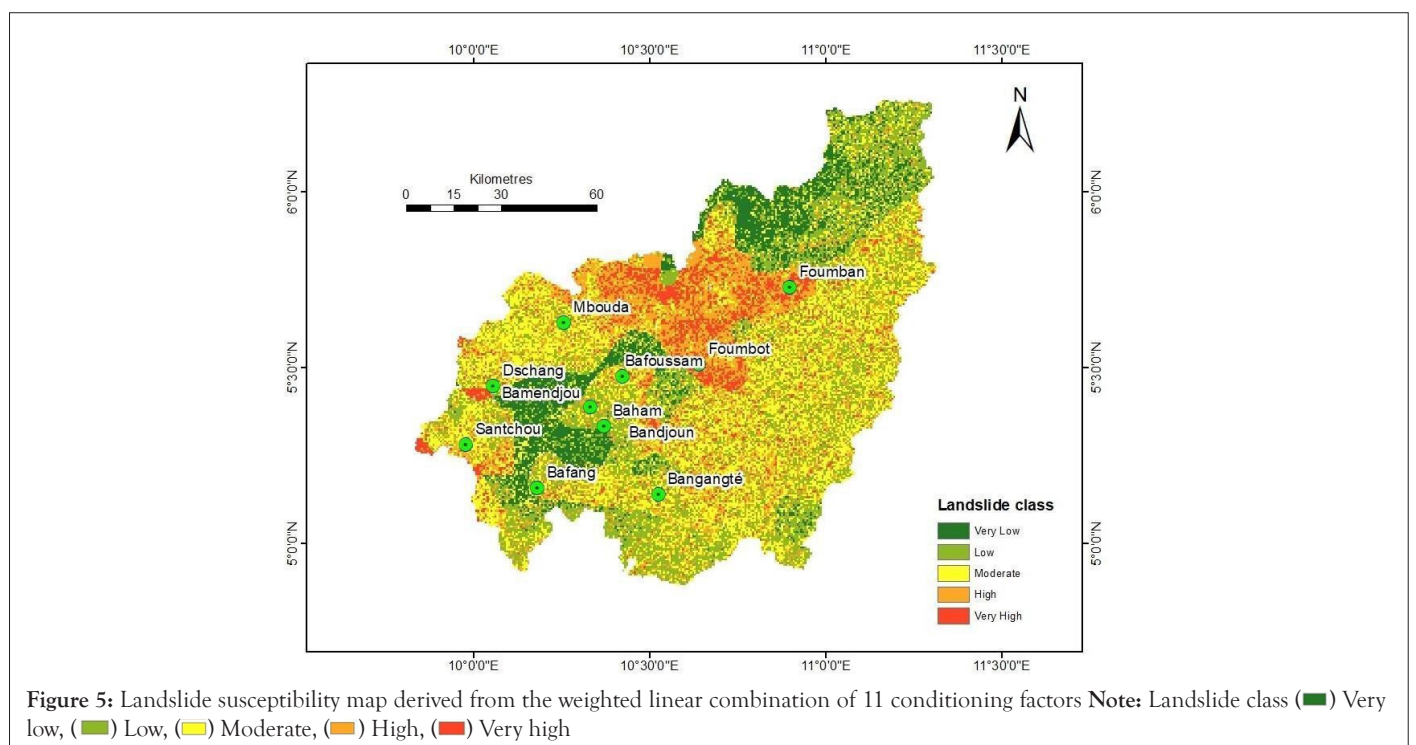 10°0'0"E 10°30'0"E 11°0'0"E 11°30'0"E
N
Kilometres
0 15 30 60
6°0'0"N 6°0'0"N
Foumban
Mbouda
Foumbot
Bafoussam
5°30'0"N 5°30'0"N
Dschang
Bamendjou
Baham
Santchou
Bandjoun
Bafang
Bangangté
Landslide class
Very Low
Low
Moderate
High
Very High
5°0'0"N 5°0'0"N
10°0'0"E 10°30'0"E 11°0'0"E 11°30'0"E
Figure 5: Landslide susceptibility map derived from the weighted linear combination of 11 conditioning factors Note: Landslide class ( ) Very
low, ( ) Low, ( ) Moderate, ( ) High, ( ) Very high